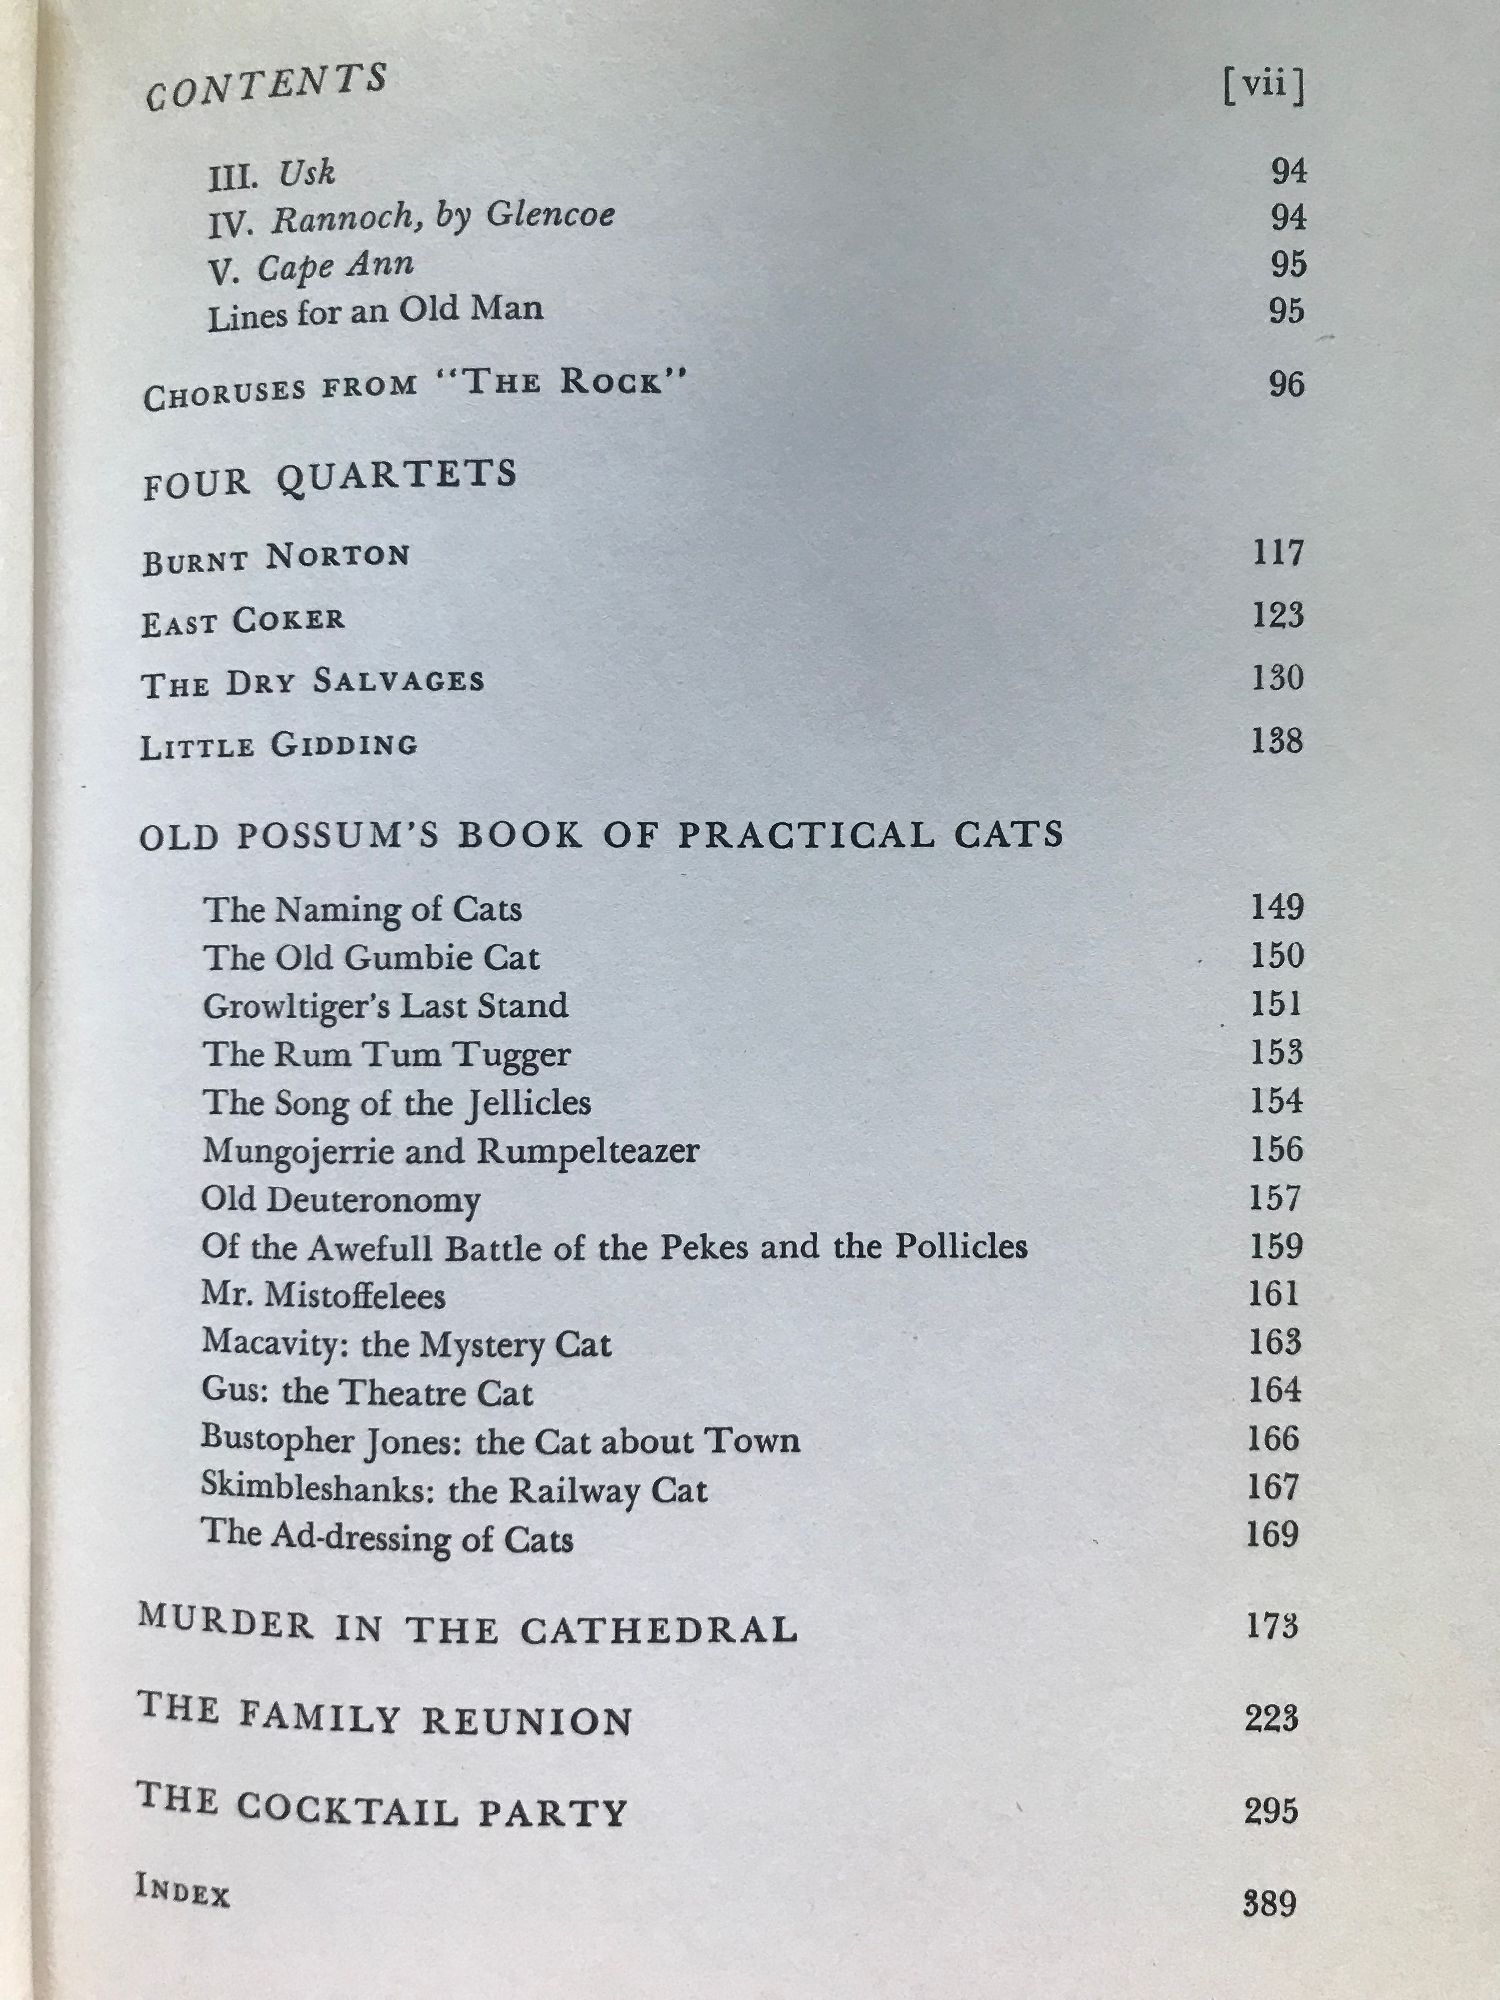 CONTENTS [vii]
III. Usk 94
IV. Rannoch, by Glencoe 94
V. Cape Ann 95
Lines for an Old Man 95
CHORUSES FROM “THE ROCK” 96
FOUR QUARTETS
BURNT NORTON 117
EAST COKER 123
THE DRY SALVAGES 130
LITTLE GIDDING 138
OLD POSSUM’S BOOK OF PRACTICAL CATS
The Naming of Cats 149
The Old Gumbie Cat 150
Growltiger’s Last Stand 151
The Rum Tum Tugger 153
The Song of the Jellicles 154
Mungojerrie and Rumpelteazer 156
Old Deuteronomy 157
Of the Awefull Battle of the Pekes and the Pollicles 159
Mr. Mistoffelees 161
Macavity: the Mystery Cat 163
Gus: the Theatre Cat 164
Bustopher Jones: the Cat about Town 166
Skimbleshanks: the Railway Cat 167
The Ad-dressing of Cats 169
MURDER IN THE CATHEDRAL 173
THE FAMILY REUNION 223
THE COCKTAIL PARTY 295
INDEX 389